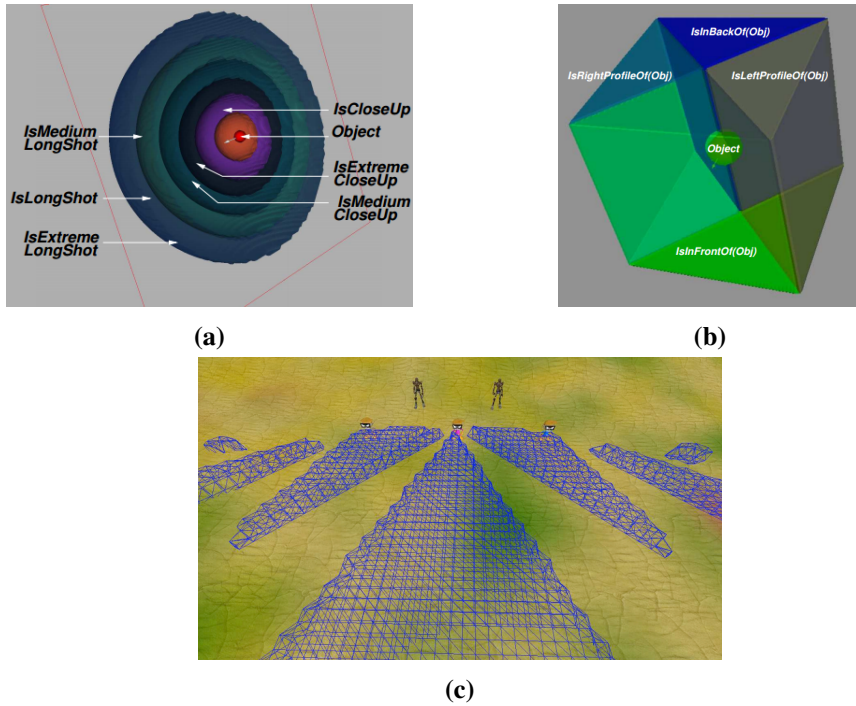 IsCloseUp
Object
IsMedium
LongShot
IsExtreme
CloseUp
IsLongShot
IsMedium
CloseUp
IsExtreme
LongShot
(a)
IsInBackOf(Obj)
IsRightProfileOf(Obj)
IsLeftProfileOf(Obj)
Object
IsInFrontOf(Obj)
(b)
(c)